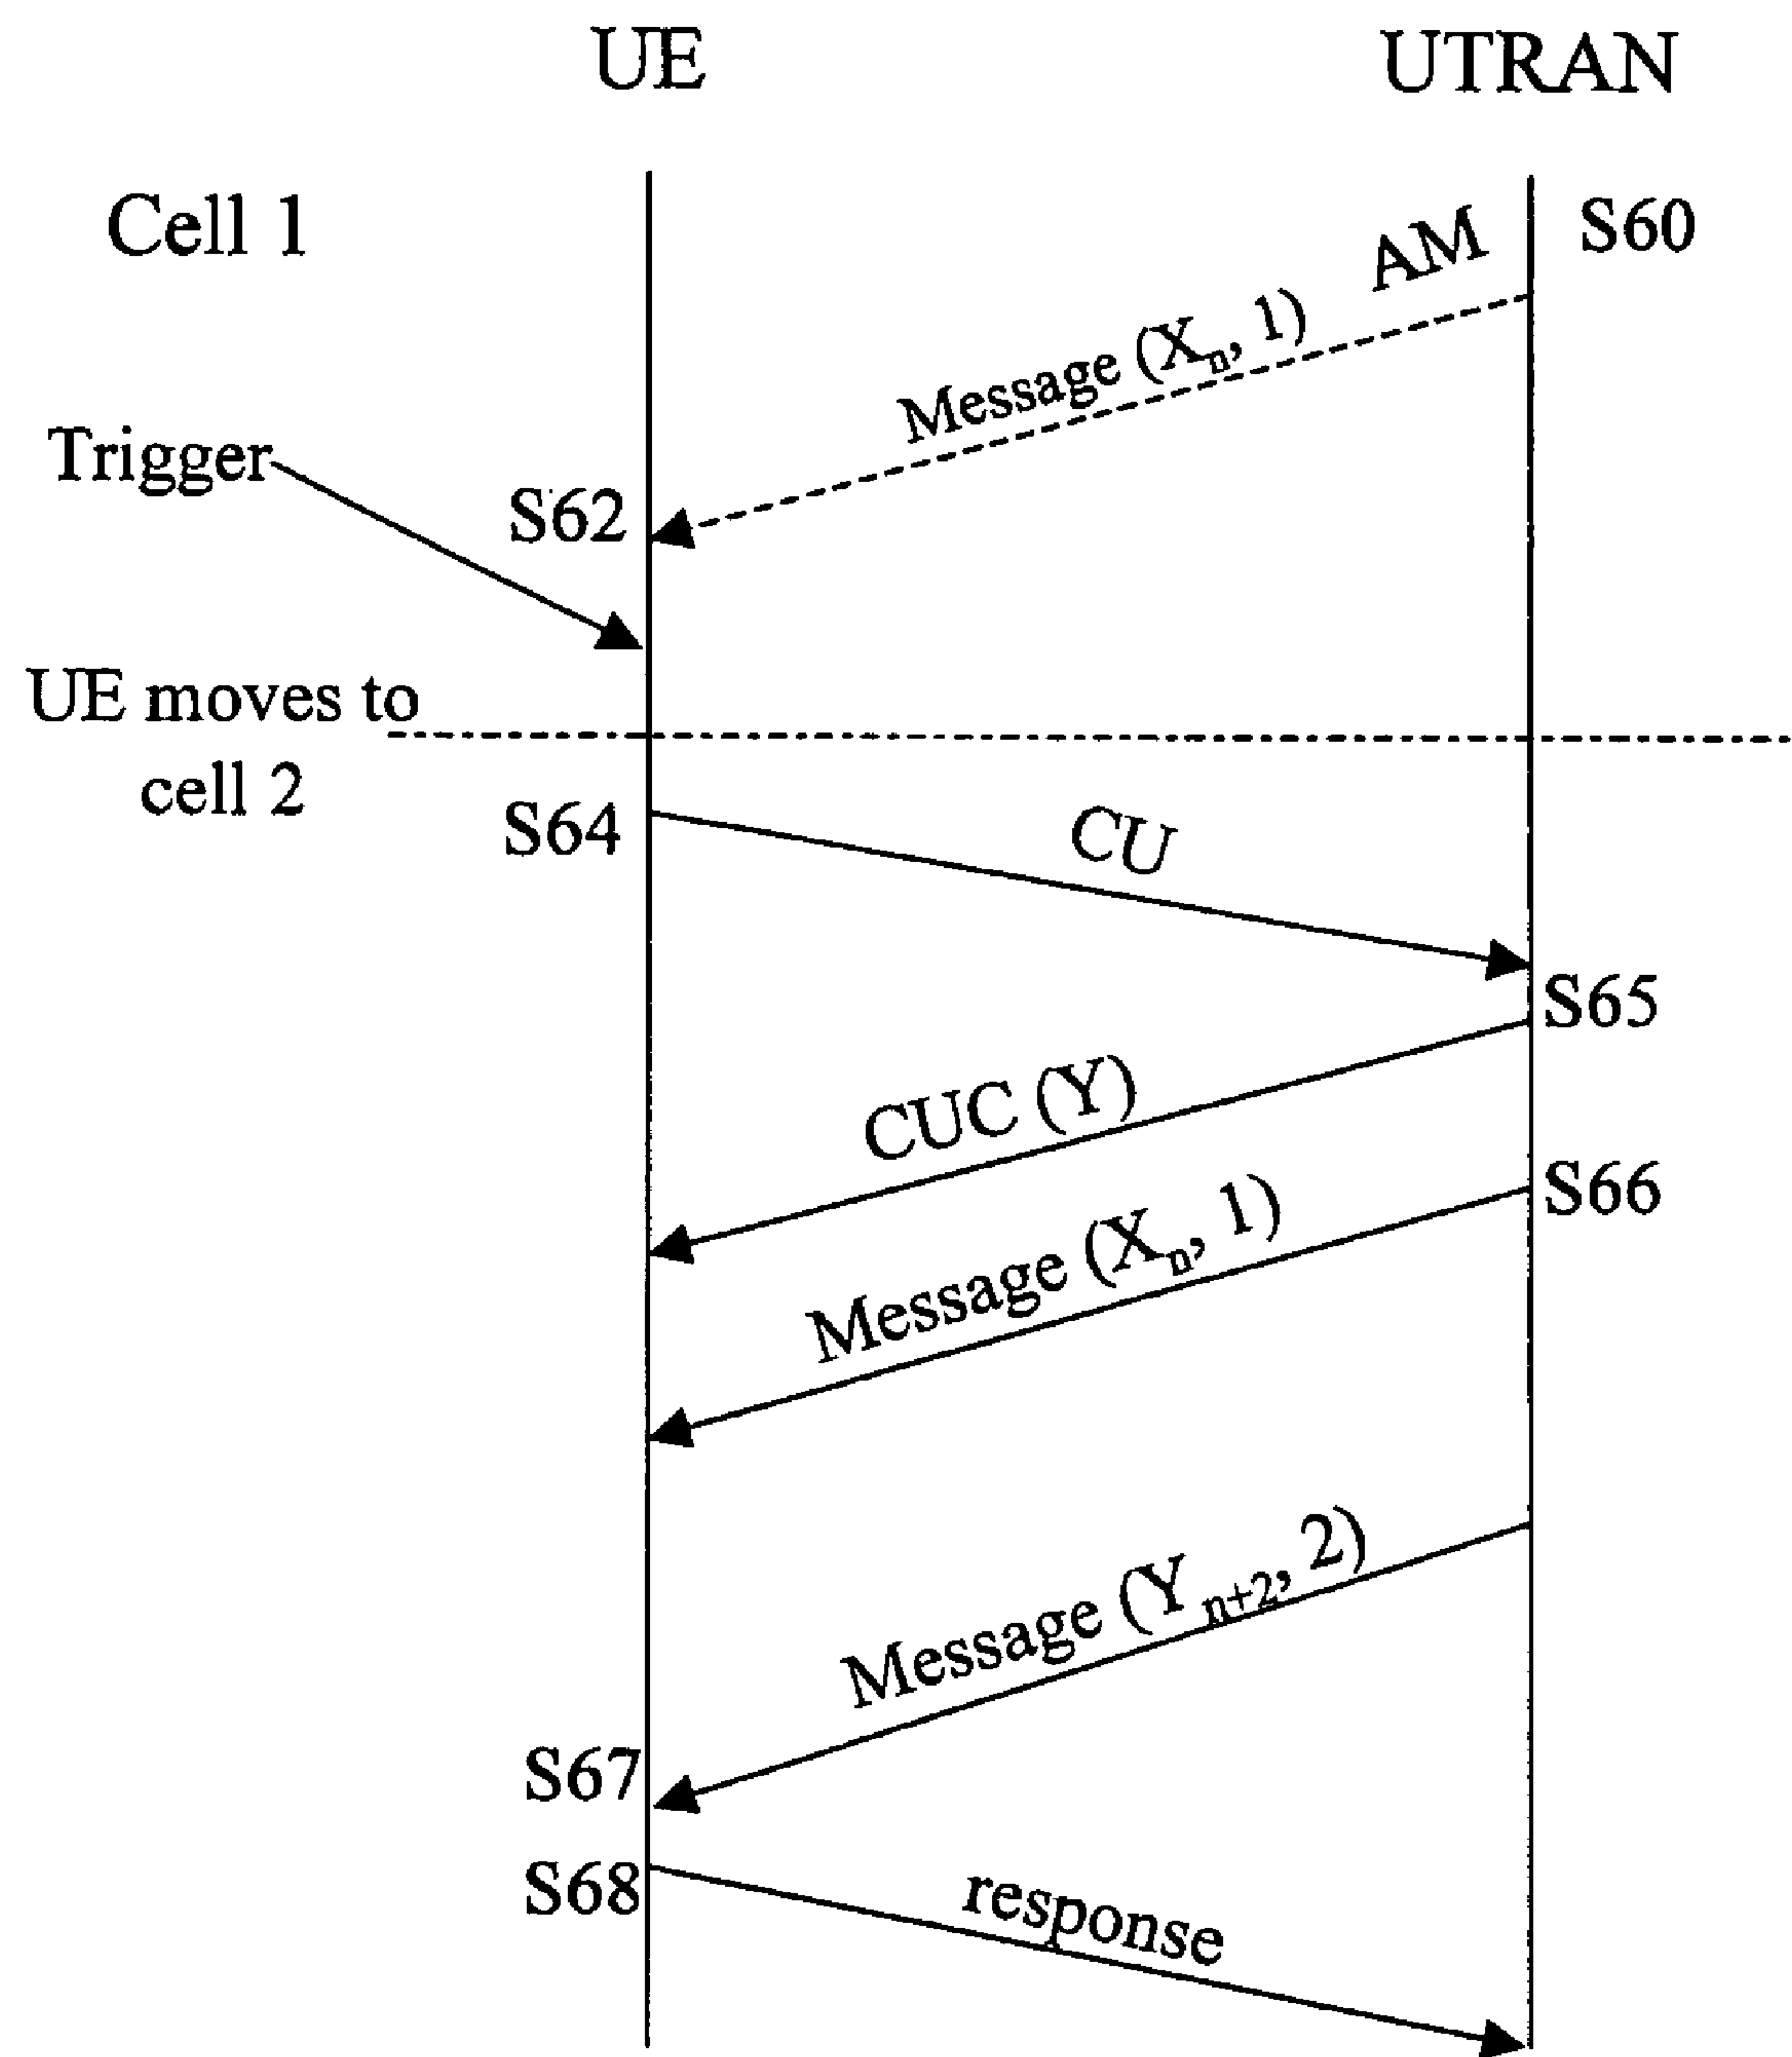 UE UTRAN
Cell 1
S60
AM
Message (Xn, 1)
Trigger
S62
UE moves to
cell 2
S64
CU
S65
CUC (Y)
S66
Message (Xn, 1)
Message (Y n+2, 2)
S67
S68
response